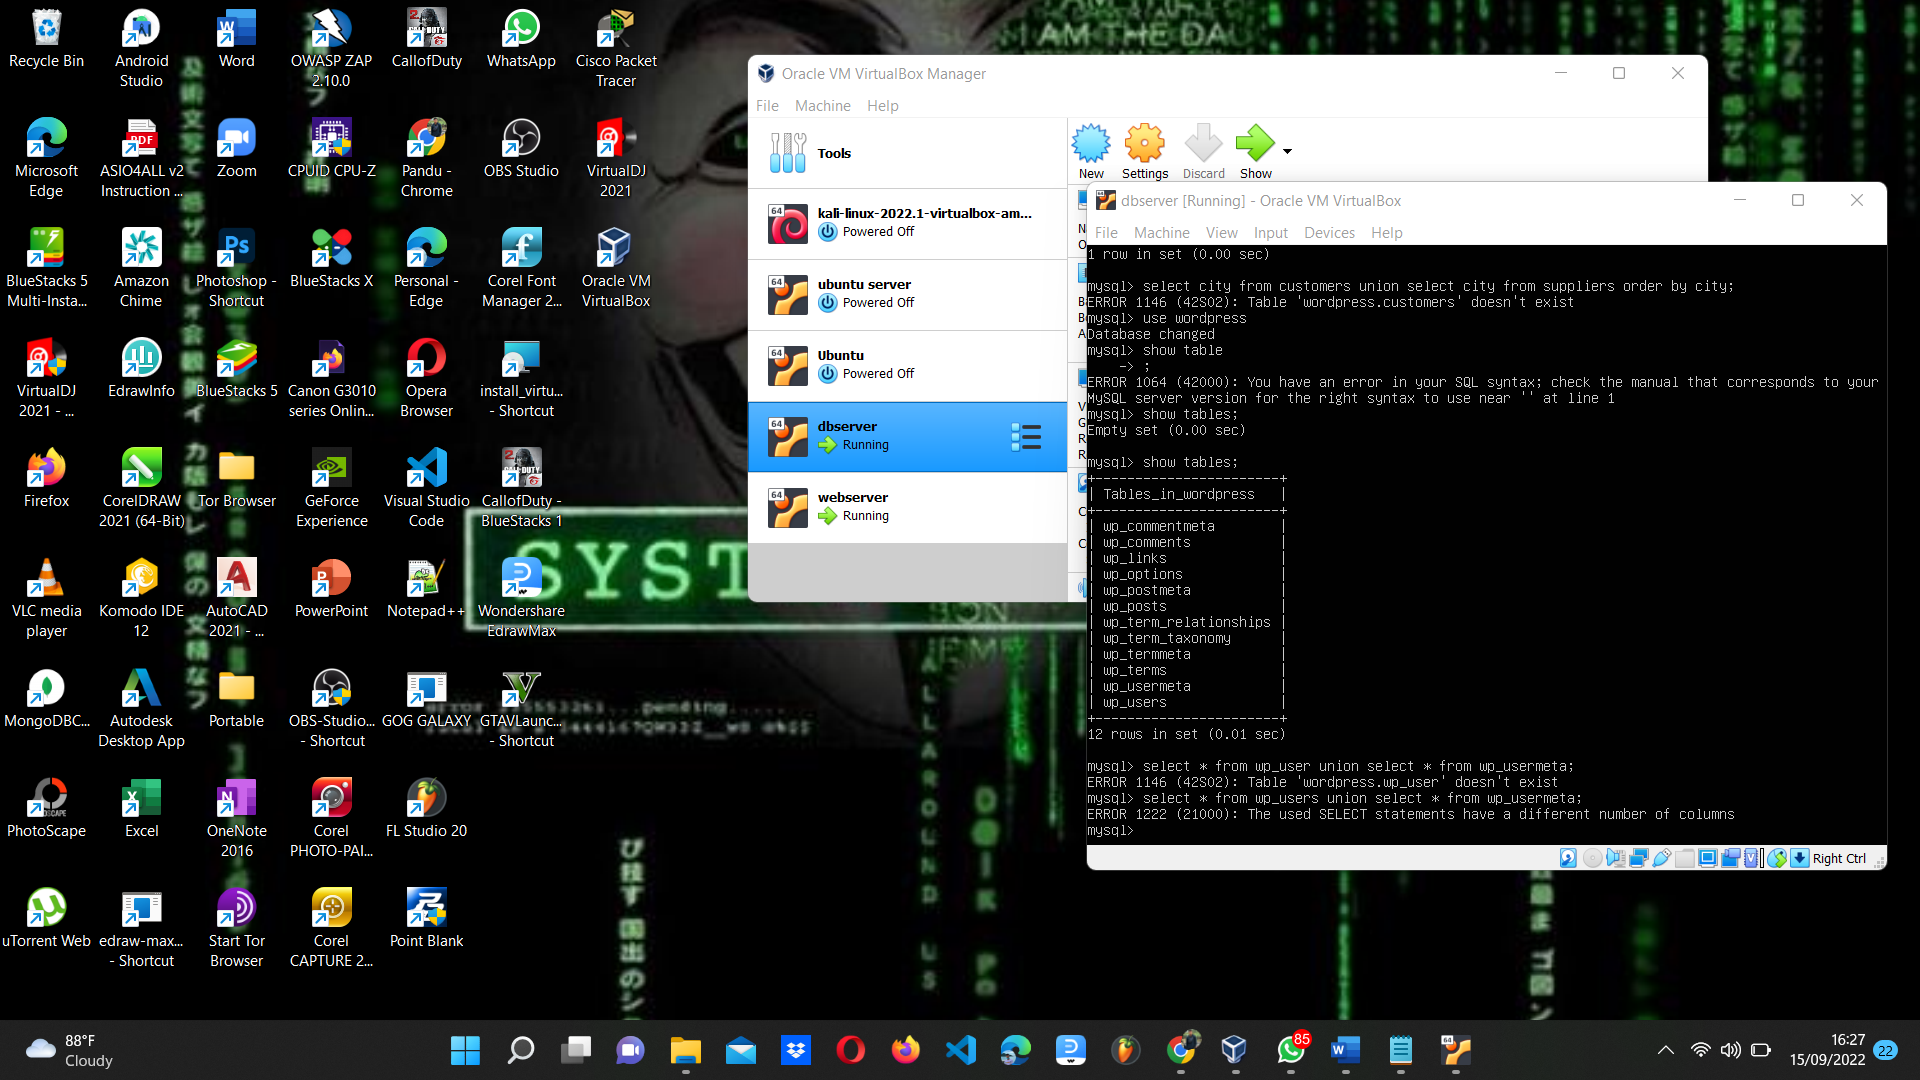 Recycle Bin
Android Studio
Word
OWASP ZAP 2.10.0
CallofDuty
WhatsApp
Cisco Packet Tracer
Microsoft Edge
ASIO4ALL v2 Instruction ...
Zoom
CPUID CPU-Z
Pandu - Chrome
OBS Studio
VirtualDJ 2021
BlueStacks 5 Multi-Insta...
Amazon Chime
Photoshop - Shortcut
BlueStacks X
Personal - Edge
Corel Font Manager 2...
Oracle VM VirtualBox
VirtualDJ 2021 - ...
EdrawInfo
BlueStacks 5
Canon G3010 series Onlin...
Opera Browser
install_virtu... - Shortcut
Firefox
CorelDRAW 2021 (64-Bit)
Tor Browser
GeForce Experience
Visual Studio Code
CallofDuty - BlueStacks 1
VLC media player
Komodo IDE 12
AutoCAD 2021 - ...
PowerPoint
Notepad++
Wondershare EdrawMax
MongoDBC...
Autodesk Desktop App
Portable
OBS-Studio... - Shortcut
GOG GALAXY
GTAVLaunc... - Shortcut
PhotoScape
Excel
OneNote 2016
Corel PHOTO-PAI...
FL Studio 20
uTorrent Web
edraw-max... - Shortcut
Start Tor Browser
Corel CAPTURE 2...
Point Blank
I AM THE DA
SYST
Oracle VM VirtualBox Manager
File Machine Help
Tools
New Settings Discard Show
kali-linux-2022.1-virtualbox-am...
Powered Off
ubuntu server
Powered Off
Ubuntu
Powered Off
dbserver
Running
webserver
Running
dbserver [Running] - Oracle VM VirtualBox
File Machine View Input Devices Help
1 row in set (0.00 sec)
mysql> select city from customers union select city from suppliers order by city;
ERROR 1146 (42S02): Table 'wordpress.customers' doesn't exist
mysql> use wordpress
Database changed
mysql> show table
-> ;
ERROR 1064 (42000): You have an error in your SQL syntax; check the manual that corresponds to your
MySQL server version for the right syntax to use near '' at line 1
mysql> show tables;
Empty set (0.00 sec)
mysql> show tables;
+-----------------------+
| Tables_in_wordpress |
+-----------------------+
| wp_commentmeta |
| wp_comments |
| wp_links |
| wp_options |
| wp_postmeta |
| wp_posts |
| wp_term_relationships |
| wp_term_taxonomy |
| wp_termmeta |
| wp_terms |
| wp_usermeta |
| wp_users |
+-----------------------+
12 rows in set (0.01 sec)
mysql> select * from wp_user union select * from wp_usermeta;
ERROR 1146 (42S02): Table 'wordpress.wp_user' doesn't exist
mysql> select * from wp_users union select * from wp_usermeta;
ERROR 1222 (21000): The used SELECT statements have a different number of columns
mysql>
Right Ctrl
88°F
Cloudy
85
16:27
15/09/2022
22